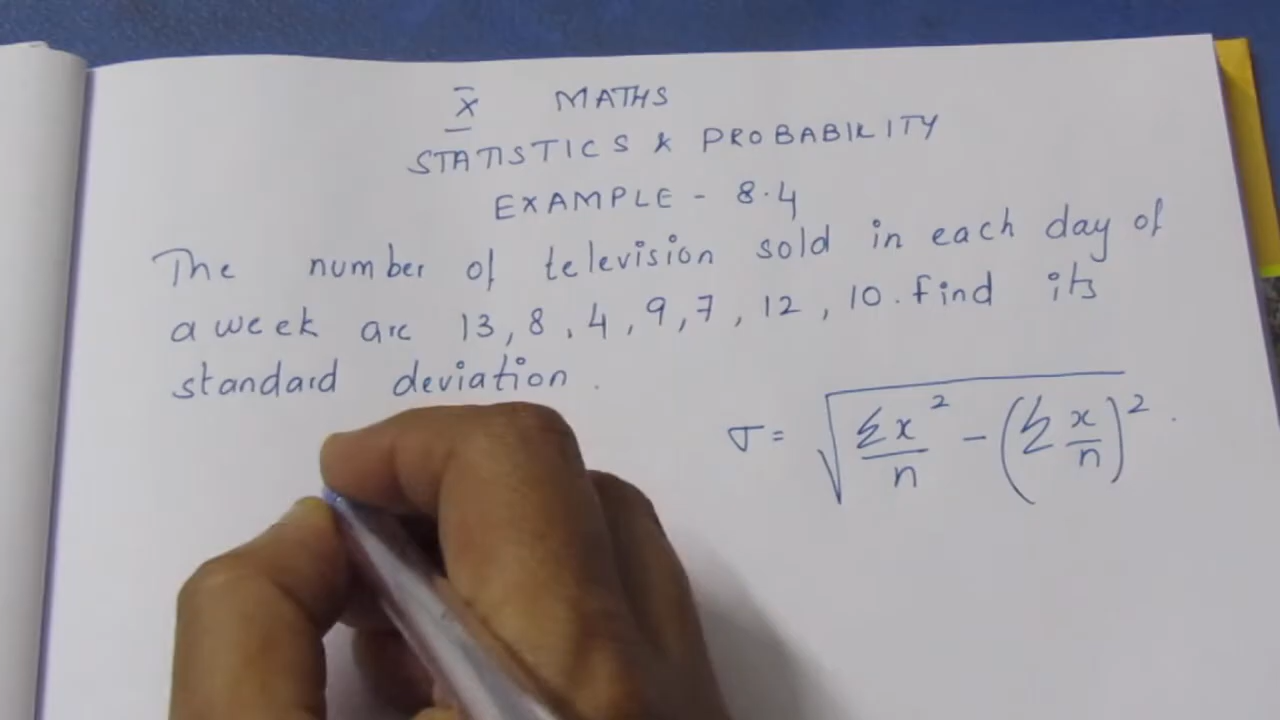 X MATHS
STATISTICS & PROBABILITY
EXAMPLE - 8.4
The number of television sold in each day of
a week are 13, 8, 4, 9, 7, 12, 10. Find its
standard deviation.
σ = √(Σx²/n - (Σx/n)²).